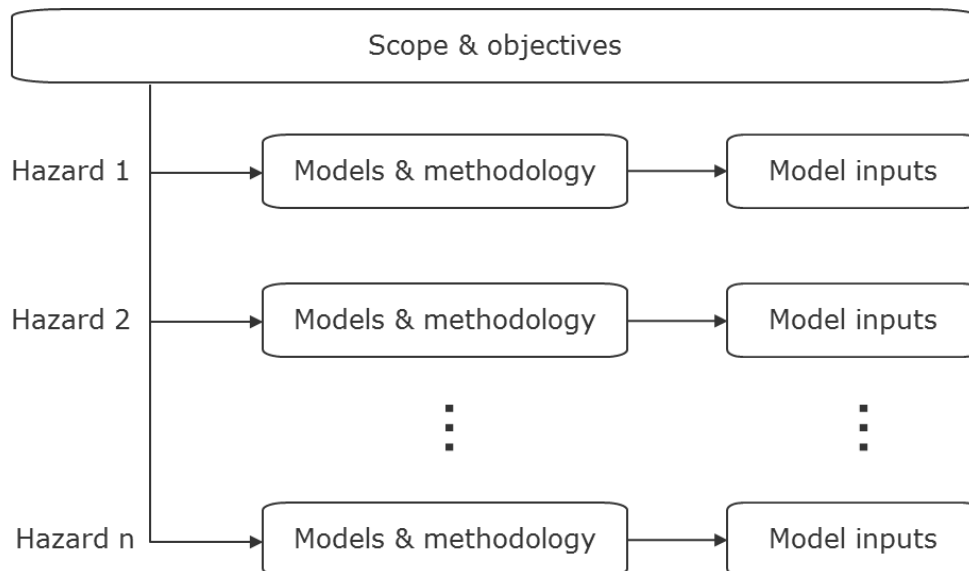 Scope & objectives
Hazard 1
Models & methodology
Model inputs
Hazard 2
Models & methodology
Model inputs
Hazard n
Models & methodology
Model inputs